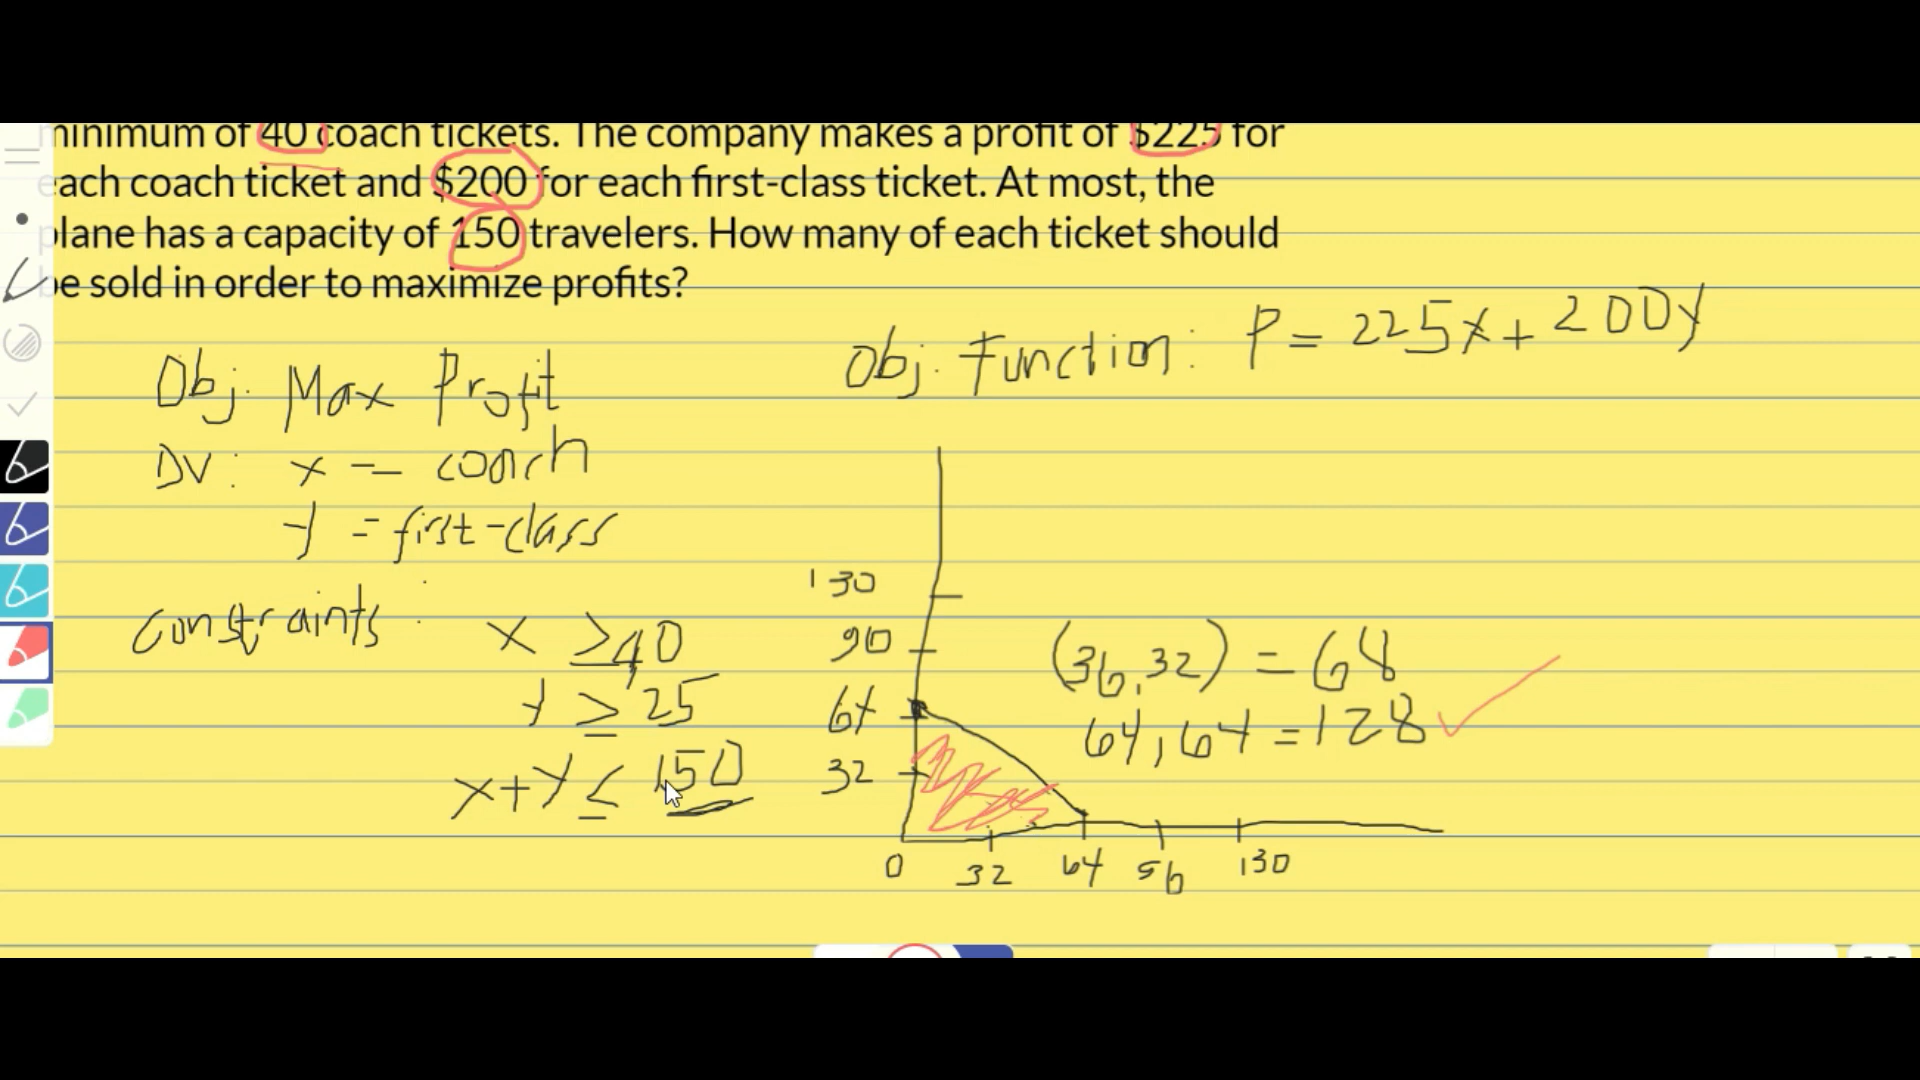 minimum of 40 coach tickets. The company makes a profit of $225 for
each coach ticket and $200 for each first-class ticket. At most, the
plane has a capacity of 150 travelers. How many of each ticket should
be sold in order to maximize profits?
Obj. Function: P = 225x + 200y
Obj: Max Profit
DV: x = coach
y = first-class
Constraints:
x ≥ 40
y ≥ 25
x+y ≤ 150
130
90
64
32
(36,32) = 68
64,64 = 128
0 32 64 56 130